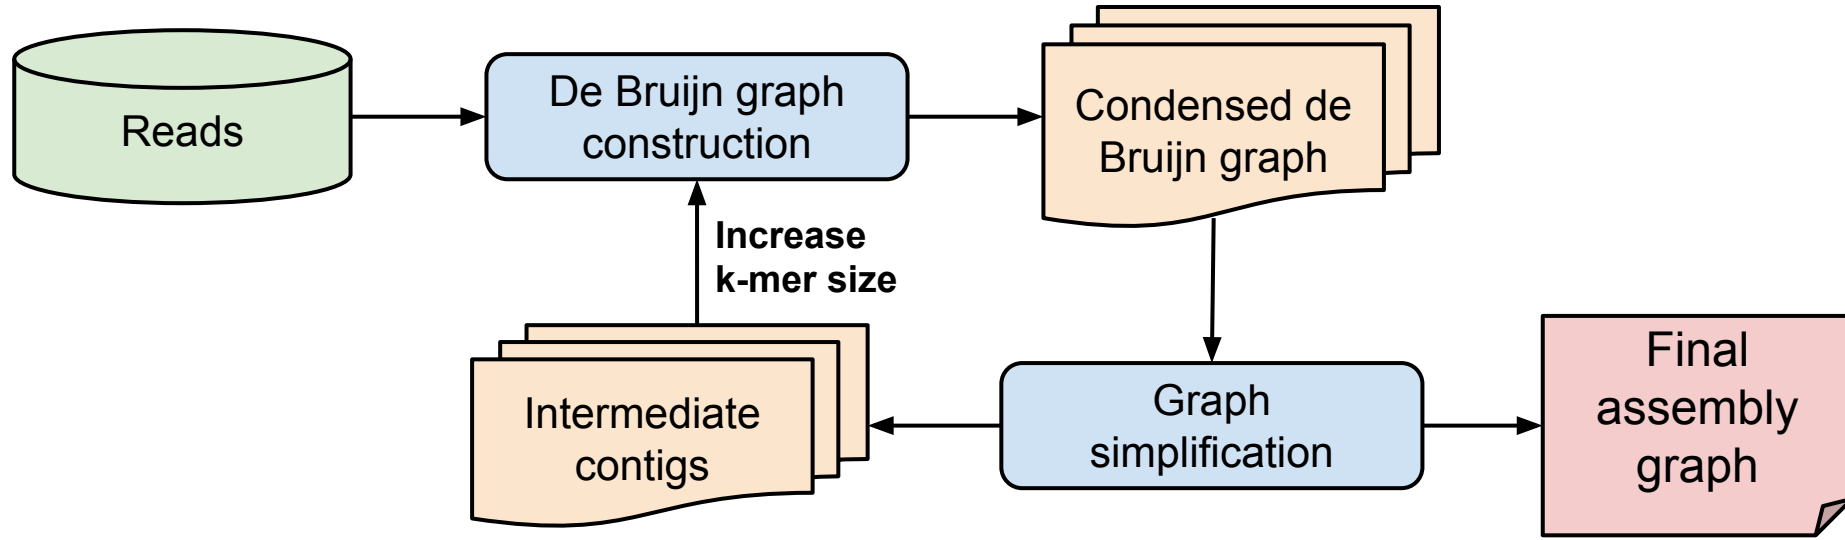 Reads
De Bruijn graph
construction
Condensed de
Bruijn graph
Increase
k-mer size
Intermediate
contigs
Graph
simplification
Final
assembly
graph